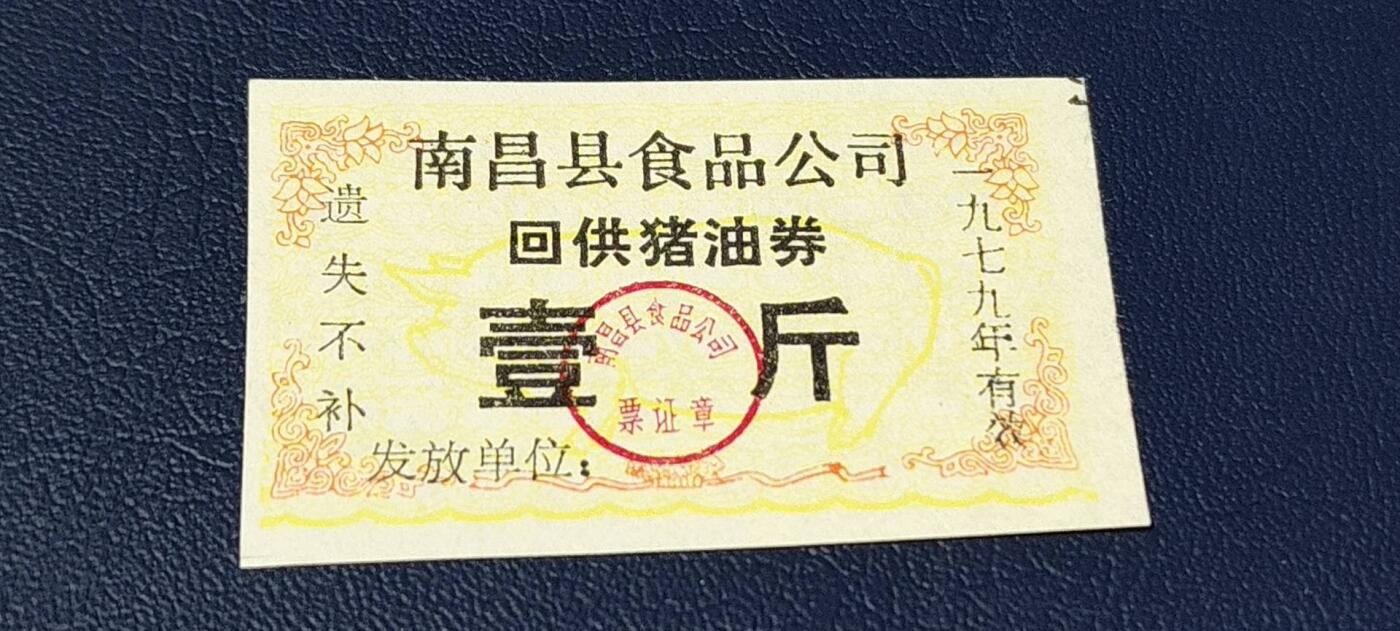 南昌县食品公司
回供猪油券
壹 斤
南昌县食品公司
票证章
遗失不补
一九七九年有效
发放单位：